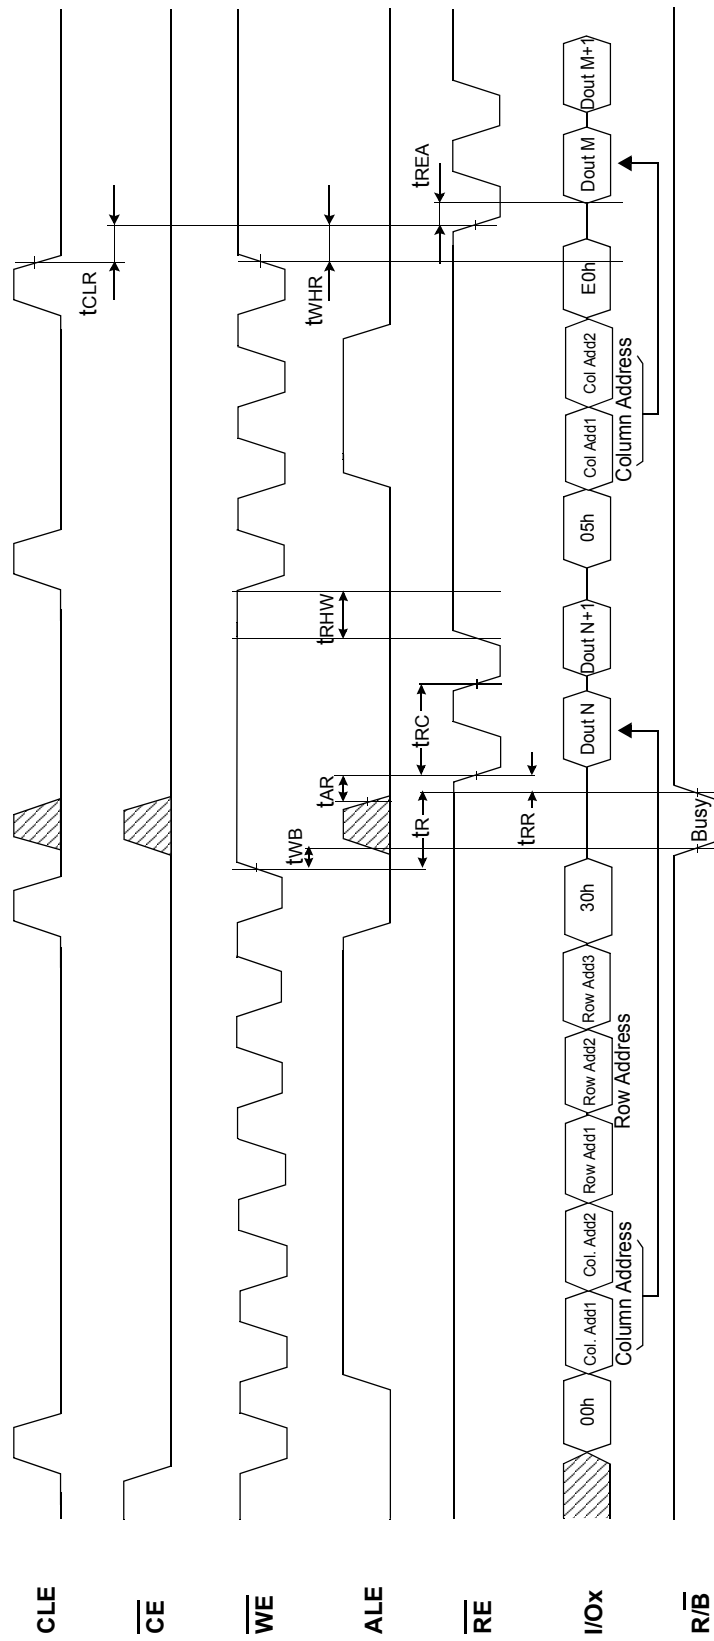 CLE
CE
WE
ALE
RE
I/Ox
R/B
tCLR
tWHR
tWB
tAR
tRHW
tR
tRC
tRR
tREA
00h
Col. Add1
Col. Add2
Row Add1
Row Add2
Row Add3
30h
Dout N
Dout N+1
05h
Col Add1
Col Add2
E0h
Dout M
Dout M+1
Column Address
Row Address
Column Address
Busy